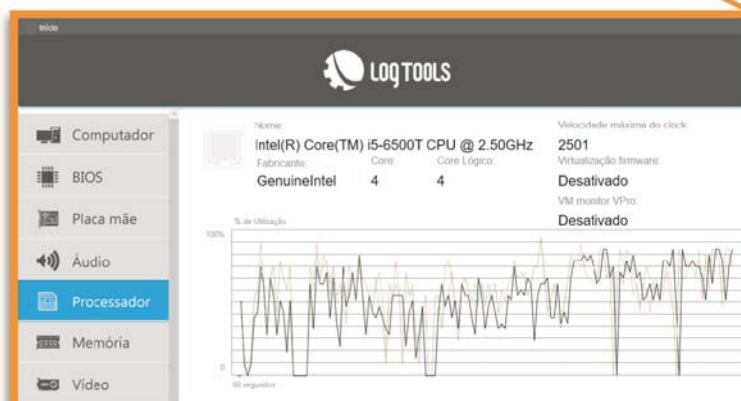 Início
LOG TOOLS
Computador
BIOS
Placa mãe
Áudio
Processador
Memória
Vídeo
Nome:
Intel(R) Core(TM) i5-6500T CPU @ 2.50GHz
Fabricante: Core: Core Lógico:
GenuineIntel 4 4
Velocidade máxima do clock:
2501
Virtualização firmware:
Desativado
VM monitor VPro:
Desativado
% de Utilização
100%
0
60 segundos